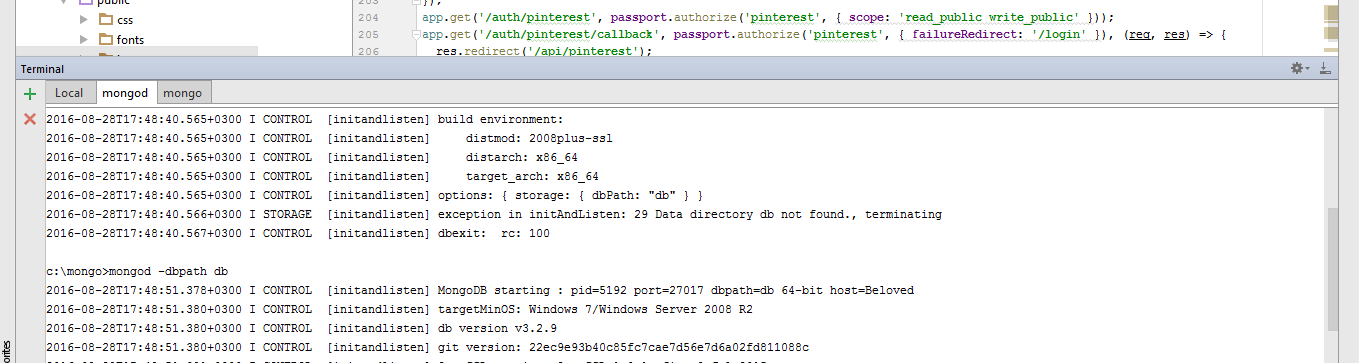 public
css
fonts
203 });
204 app.get('/auth/pinterest', passport.authorize('pinterest', { scope: 'read_public write_public' }));
205 app.get('/auth/pinterest/callback', passport.authorize('pinterest', { failureRedirect: '/login' }), (req, res) => {
206 res.redirect('/api/pinterest');
Terminal
Local mongod mongo
2016-08-28T17:48:40.565+0300 I CONTROL [initandlisten] build environment:
2016-08-28T17:48:40.565+0300 I CONTROL [initandlisten] distmod: 2008plus-ssl
2016-08-28T17:48:40.565+0300 I CONTROL [initandlisten] distarch: x86_64
2016-08-28T17:48:40.565+0300 I CONTROL [initandlisten] target_arch: x86_64
2016-08-28T17:48:40.565+0300 I CONTROL [initandlisten] options: { storage: { dbPath: "db" } }
2016-08-28T17:48:40.566+0300 I STORAGE [initandlisten] exception in initAndListen: 29 Data directory db not found., terminating
2016-08-28T17:48:40.567+0300 I CONTROL [initandlisten] dbexit: rc: 100
c:\mongo>mongod -dbpath db
2016-08-28T17:48:51.378+0300 I CONTROL [initandlisten] MongoDB starting : pid=5192 port=27017 dbpath=db 64-bit host=Beloved
2016-08-28T17:48:51.380+0300 I CONTROL [initandlisten] targetMinOS: Windows 7/Windows Server 2008 R2
2016-08-28T17:48:51.380+0300 I CONTROL [initandlisten] db version v3.2.9
2016-08-28T17:48:51.380+0300 I CONTROL [initandlisten] git version: 22ec9e93b40c85fc7cae7d56e7d6a02fd811088c
orites